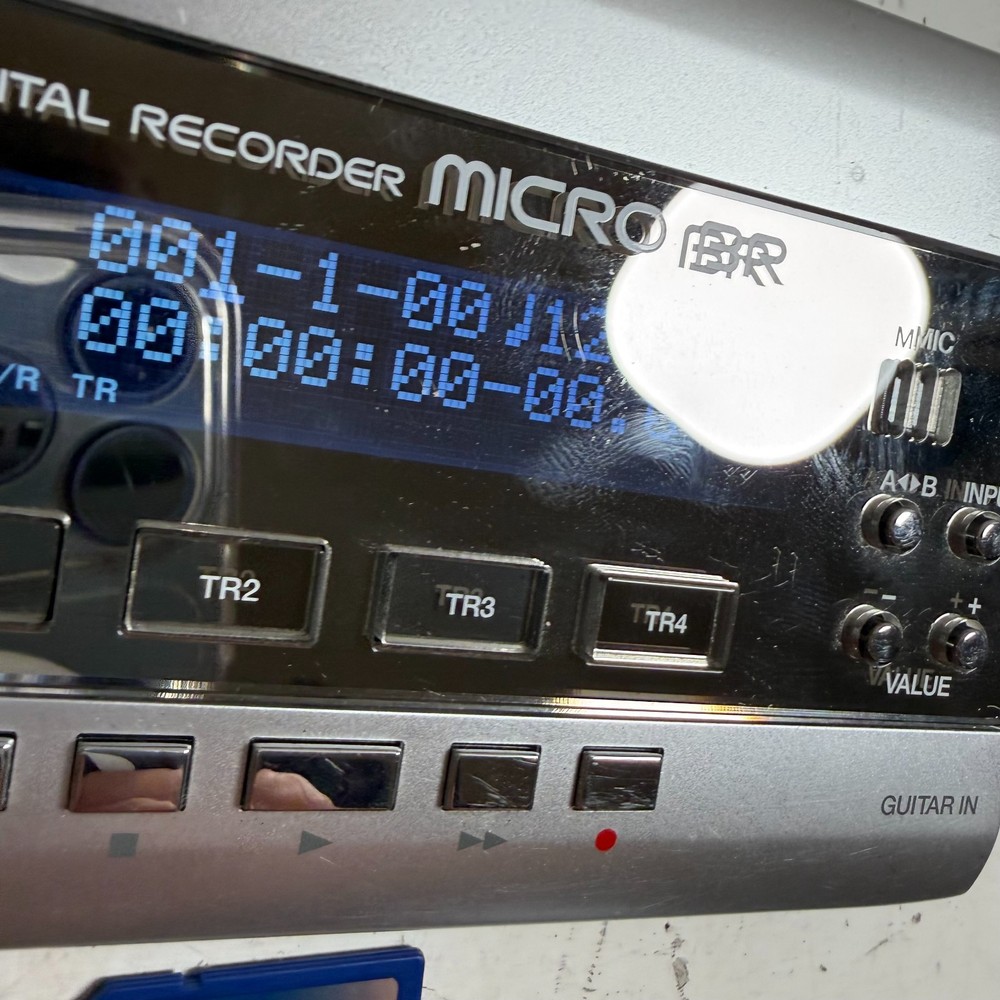 ITAL RECORDER MICRO BR
001-1-00♩12
00:00:00-00.
/R TR
MIC
A◀▶B INPU
TR2 TR3 TR4
- +
VALUE
GUITAR IN